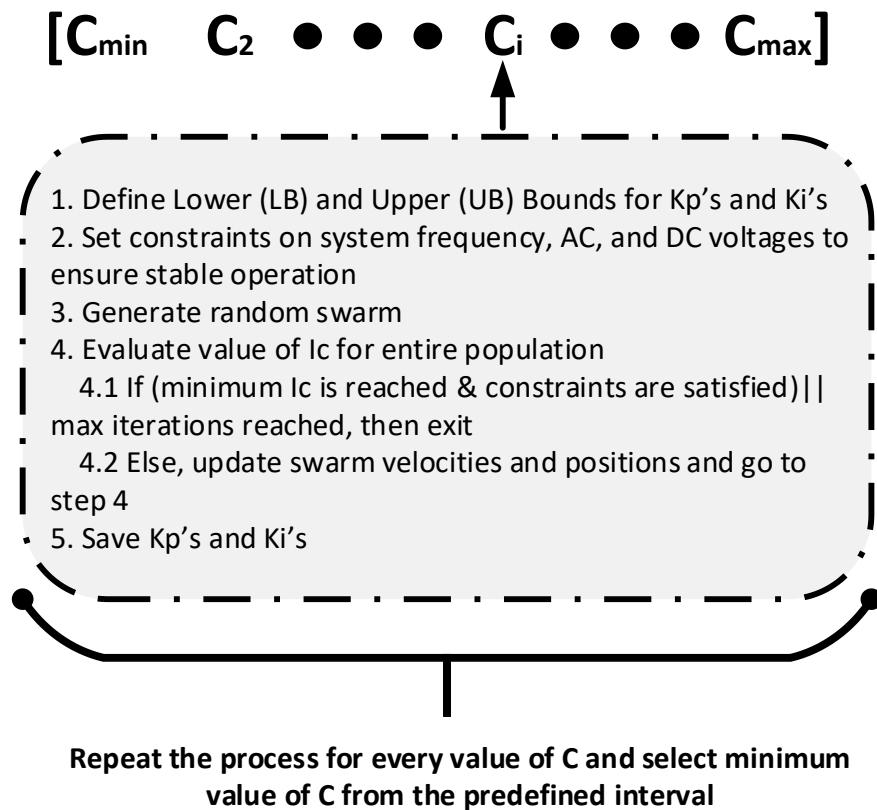 [Cmin C2 ● ● ● Ci ● ● ● Cmax]
1. Define Lower (LB) and Upper (UB) Bounds for Kp’s and Ki’s
2. Set constraints on system frequency, AC, and DC voltages to
ensure stable operation
3. Generate random swarm
4. Evaluate value of Ic for entire population
4.1 If (minimum Ic is reached & constraints are satisfied)||
max iterations reached, then exit
4.2 Else, update swarm velocities and positions and go to
step 4
5. Save Kp’s and Ki’s
Repeat the process for every value of C and select minimum
value of C from the predefined interval